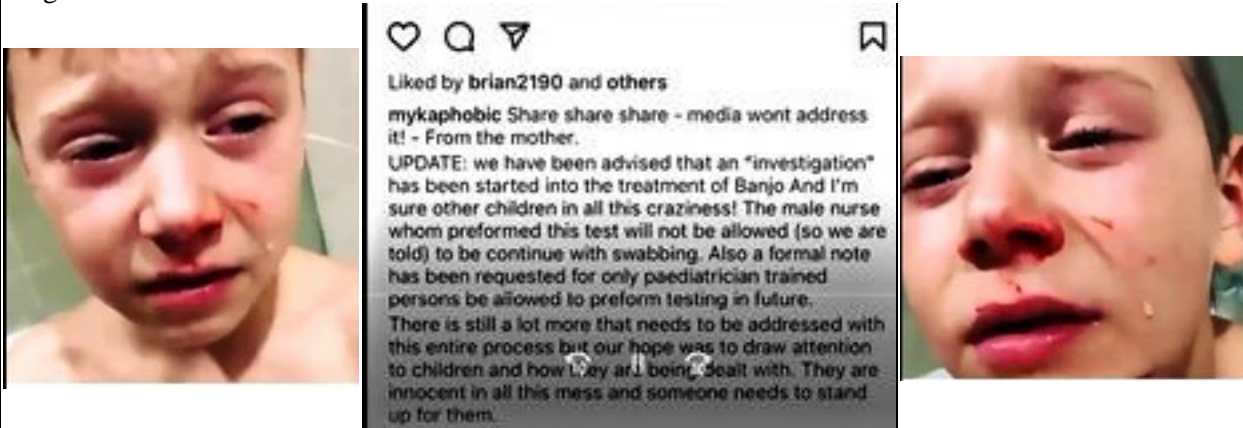 Liked by brian2190 and others
mykaphobic Share share share - media wont address
it! - From the mother.
UPDATE: we have been advised that an "investigation"
has been started into the treatment of Banjo And I'm
sure other children in all this craziness! The male nurse
whom preformed this test will not be allowed (so we are
told) to be continue with swabbing. Also a formal note
has been requested for only paediatrician trained
persons be allowed to preform testing in future.
There is still a lot more that needs to be addressed with
this entire process but our hope was to draw attention
to children and how they are being dealt with. They are
innocent in all this mess and someone needs to stand
up for them.